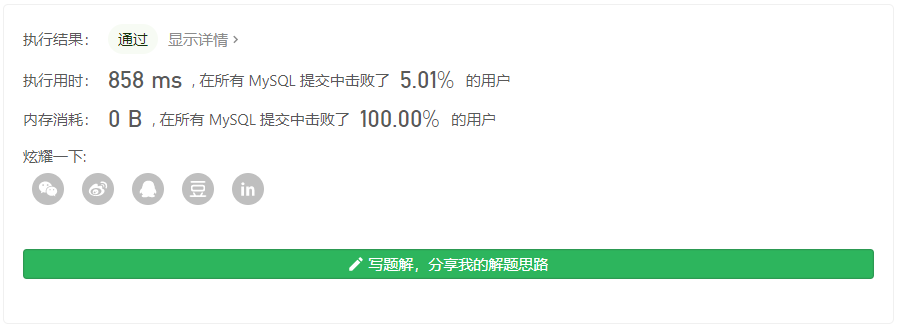 执行结果： 通过 显示详情 >
执行用时： 858 ms , 在所有 MySQL 提交中击败了 5.01% 的用户
内存消耗： 0 B , 在所有 MySQL 提交中击败了 100.00% 的用户
炫耀一下:
豆 in
写题解，分享我的解题思路